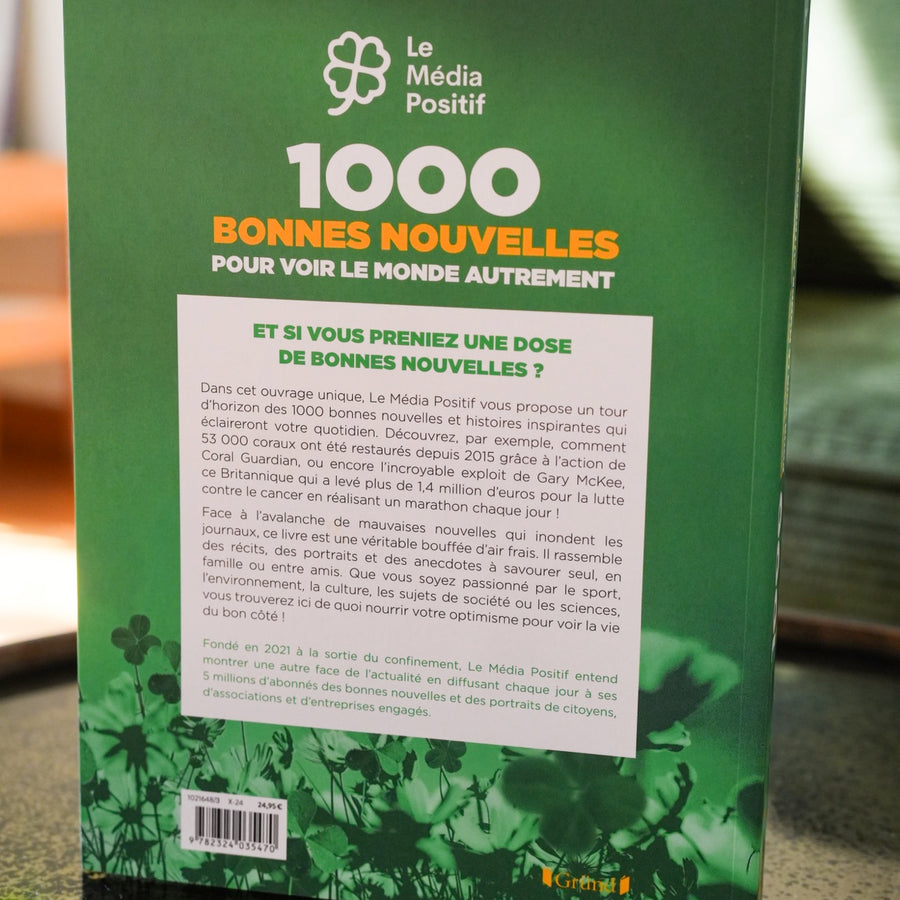 Le
Média
Positif
1000
BONNES NOUVELLES
POUR VOIR LE MONDE AUTREMENT
ET SI VOUS PRENIEZ UNE DOSE
DE BONNES NOUVELLES ?
Dans cet ouvrage unique, Le Média Positif vous propose un tour
d'horizon des 1000 bonnes nouvelles et histoires inspirantes qui
éclaireront votre quotidien. Découvrez, par exemple, comment
53 000 coraux ont été restaurés depuis 2015 grâce à l'action de
Coral Guardian, ou encore l'incroyable exploit de Gary McKee,
ce Britannique qui a levé plus de 1,4 million d'euros pour la lutte
contre le cancer en réalisant un marathon chaque jour !
Face à l'avalanche de mauvaises nouvelles qui inondent les
journaux, ce livre est une véritable bouffée d'air frais. Il rassemble
des récits, des portraits et des anecdotes à savourer seul, en
famille ou entre amis. Que vous soyez passionné par le sport,
l'environnement, la culture, les sujets de société ou les sciences,
vous trouverez ici de quoi nourrir votre optimisme pour voir la vie
du bon côté !
Fondé en 2021 à la sortie du confinement, Le Média Positif entend
montrer une autre face de l'actualité en diffusant chaque jour à ses
5 millions d'abonnés des bonnes nouvelles et des portraits de citoyens,
d'associations et d'entreprises engagés.
1021648/3 X-24 24,95 €
9 782324 035470
Gründ